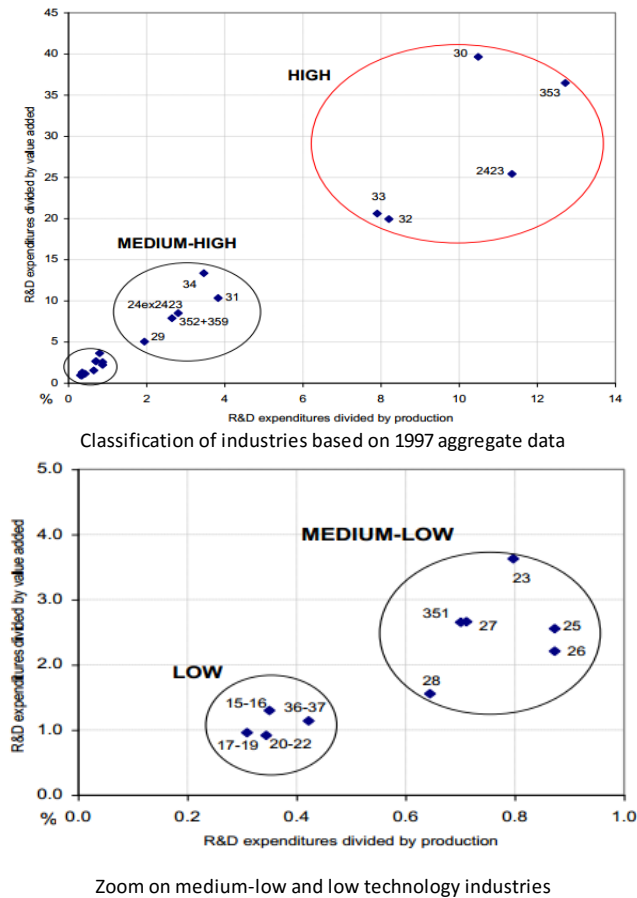 40
35
30
25
20
15
10
5
0
%
R&D expenditures divided by value added
HIGH
30
353
2423
33
32
MEDIUM-HIGH
34
31
24ex2423
352+359
29
0 2 4 6 8 10 12 14
R&D expenditures divided by production
Classification of industries based on 1997 aggregate data
5.0
4.0
3.0
2.0
1.0
0.0
%
R&D expenditures divided by value added
MEDIUM-LOW
23
351
27
25
26
28
LOW
15-16
36-37
17-19
20-22
0.0 0.2 0.4 0.6 0.8 1.0
R&D expenditures divided by production
Zoom on medium-low and low technology industries